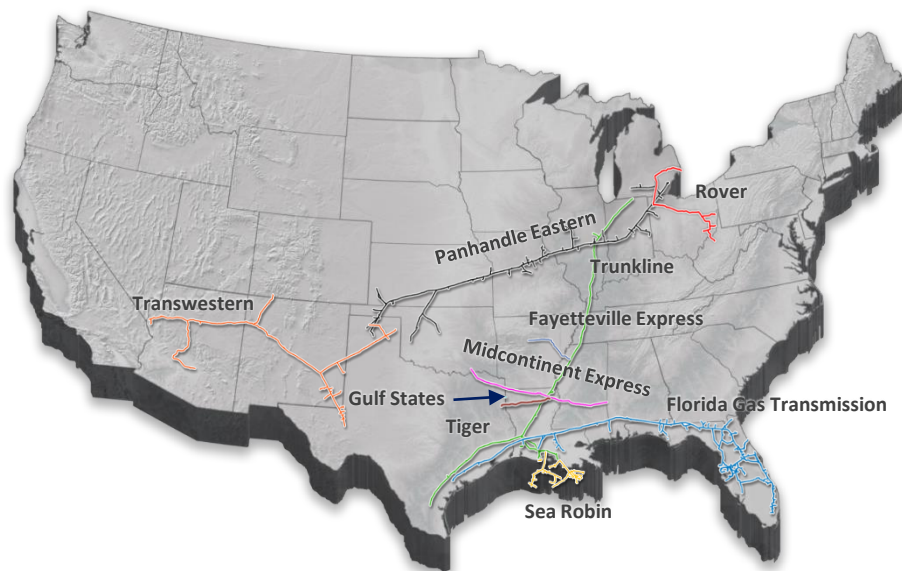 Rover
Panhandle Eastern
Trunkline
Transwestern
Fayetteville Express
Midcontinent Express
Gulf States
Florida Gas Transmission
Tiger
Sea Robin